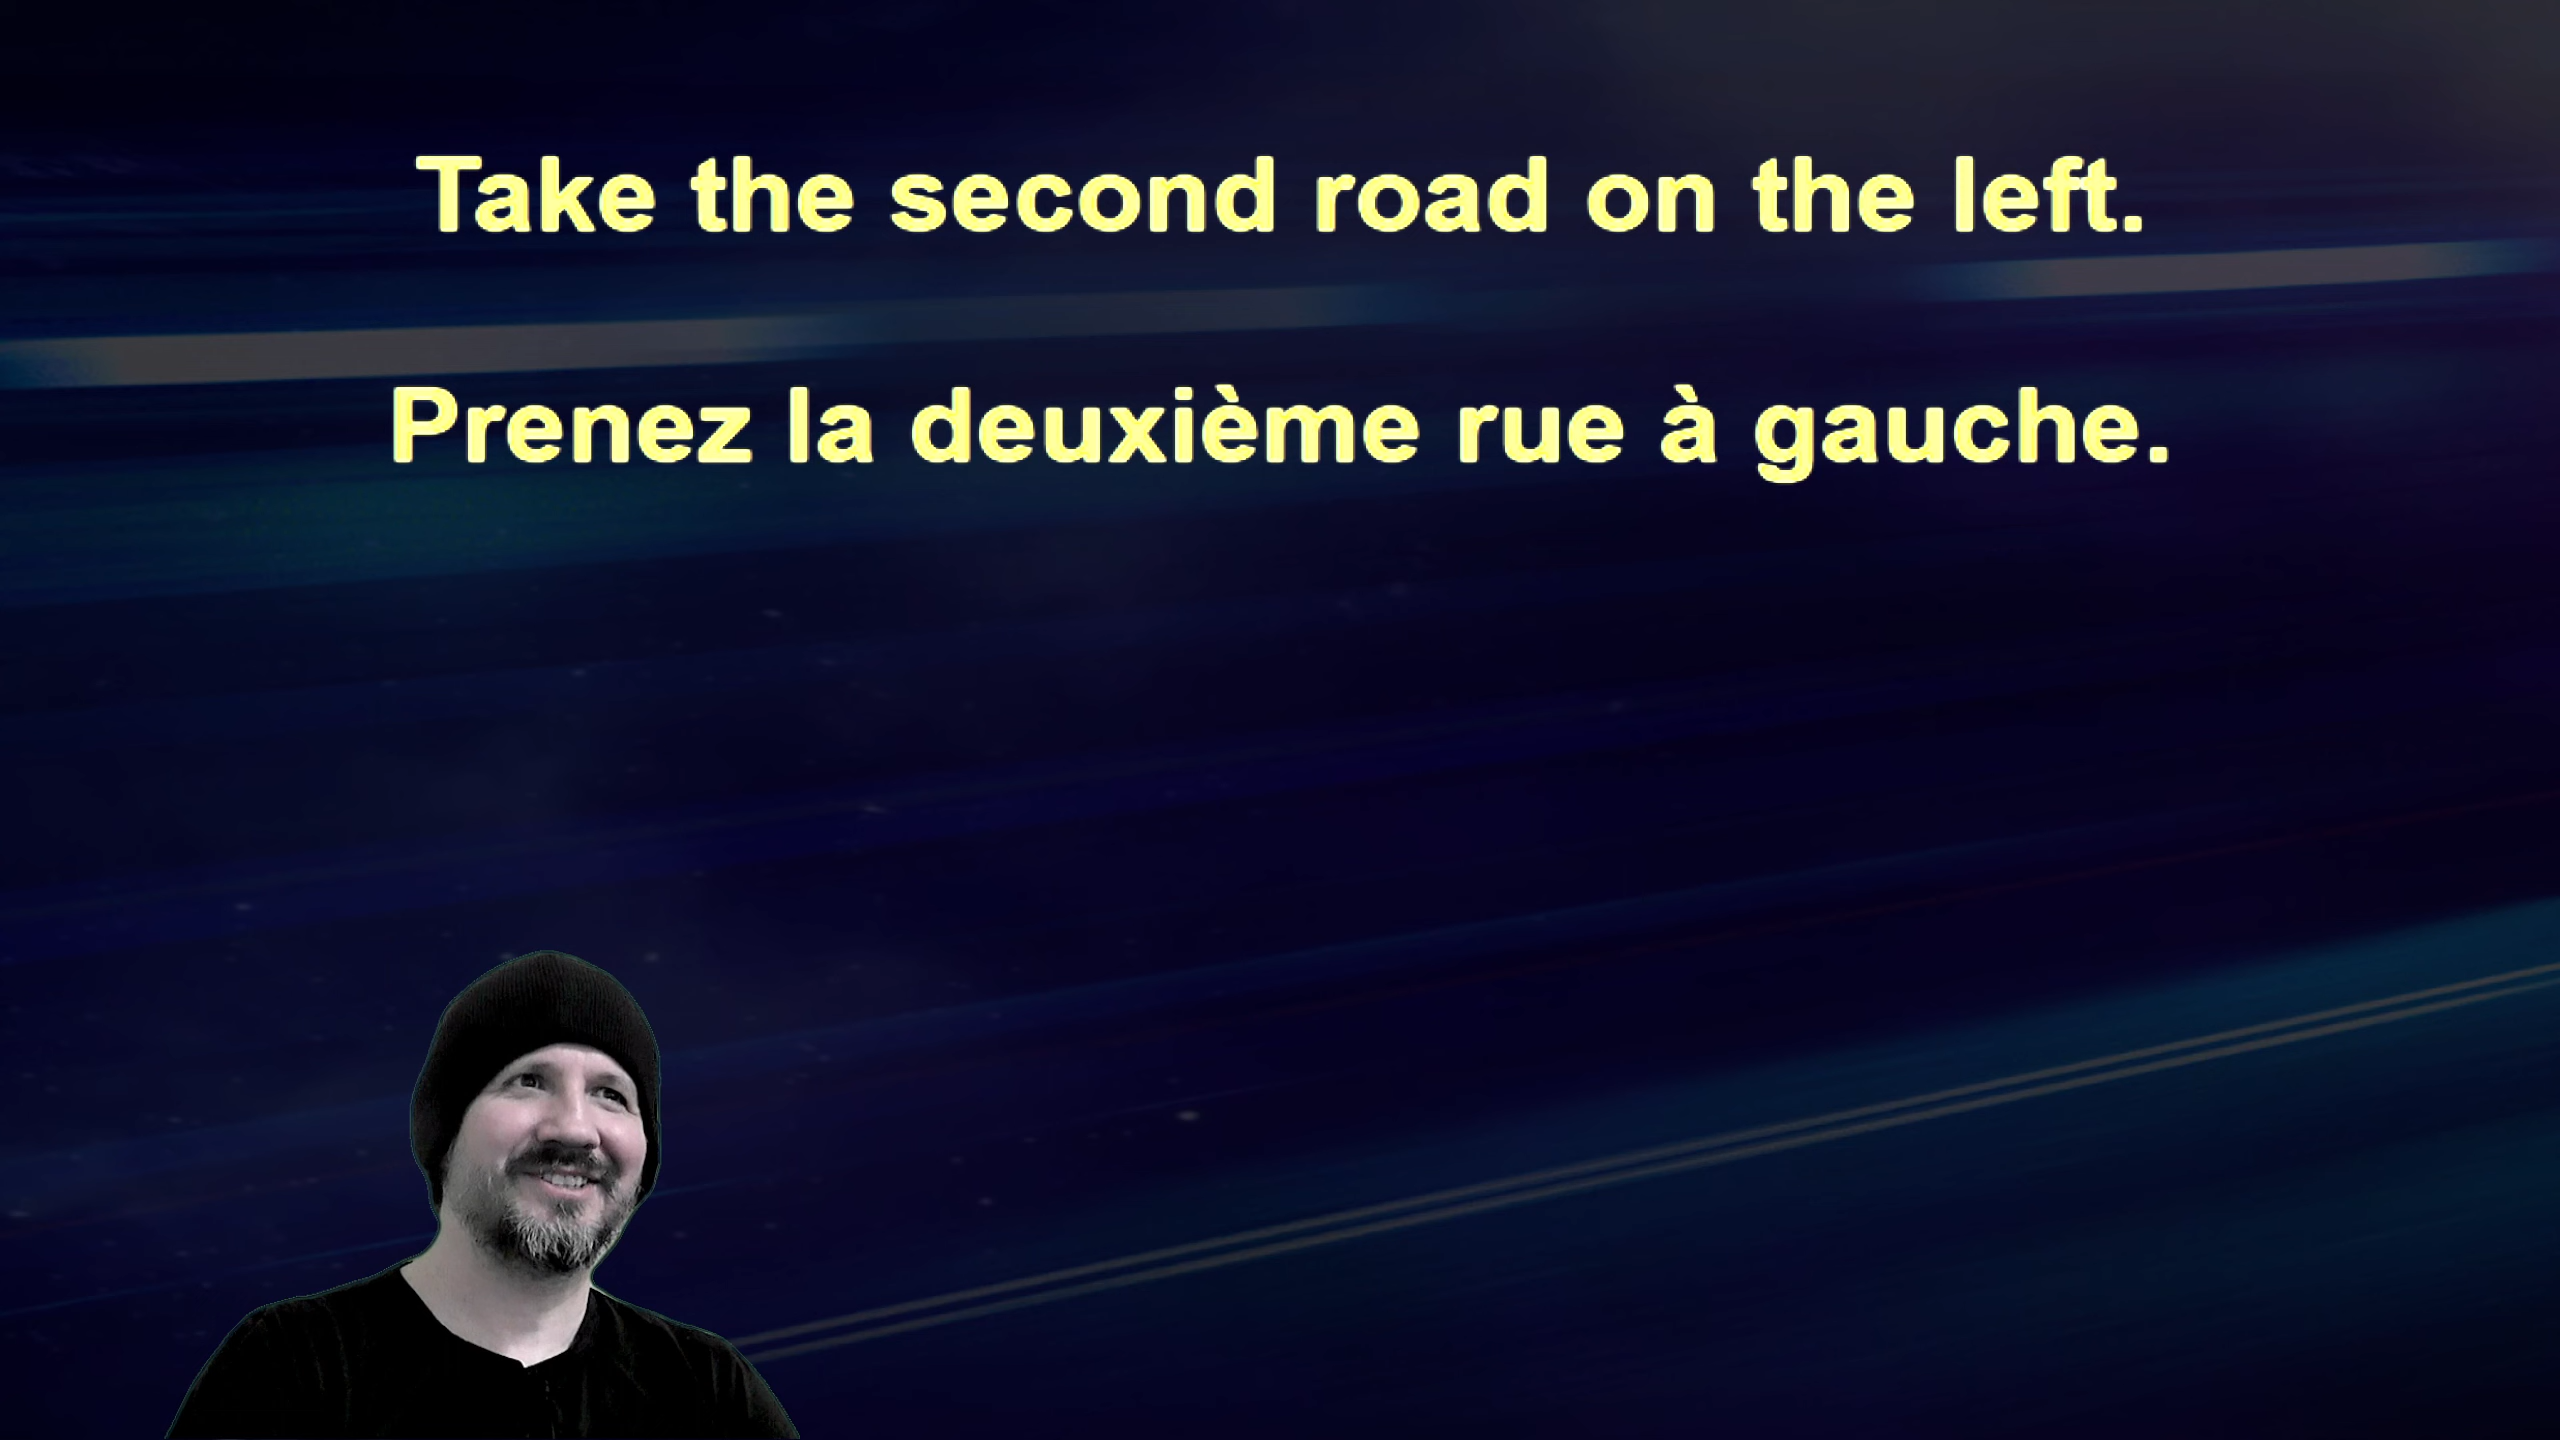 Take the second road on the left.
Prenez la deuxième rue à gauche.